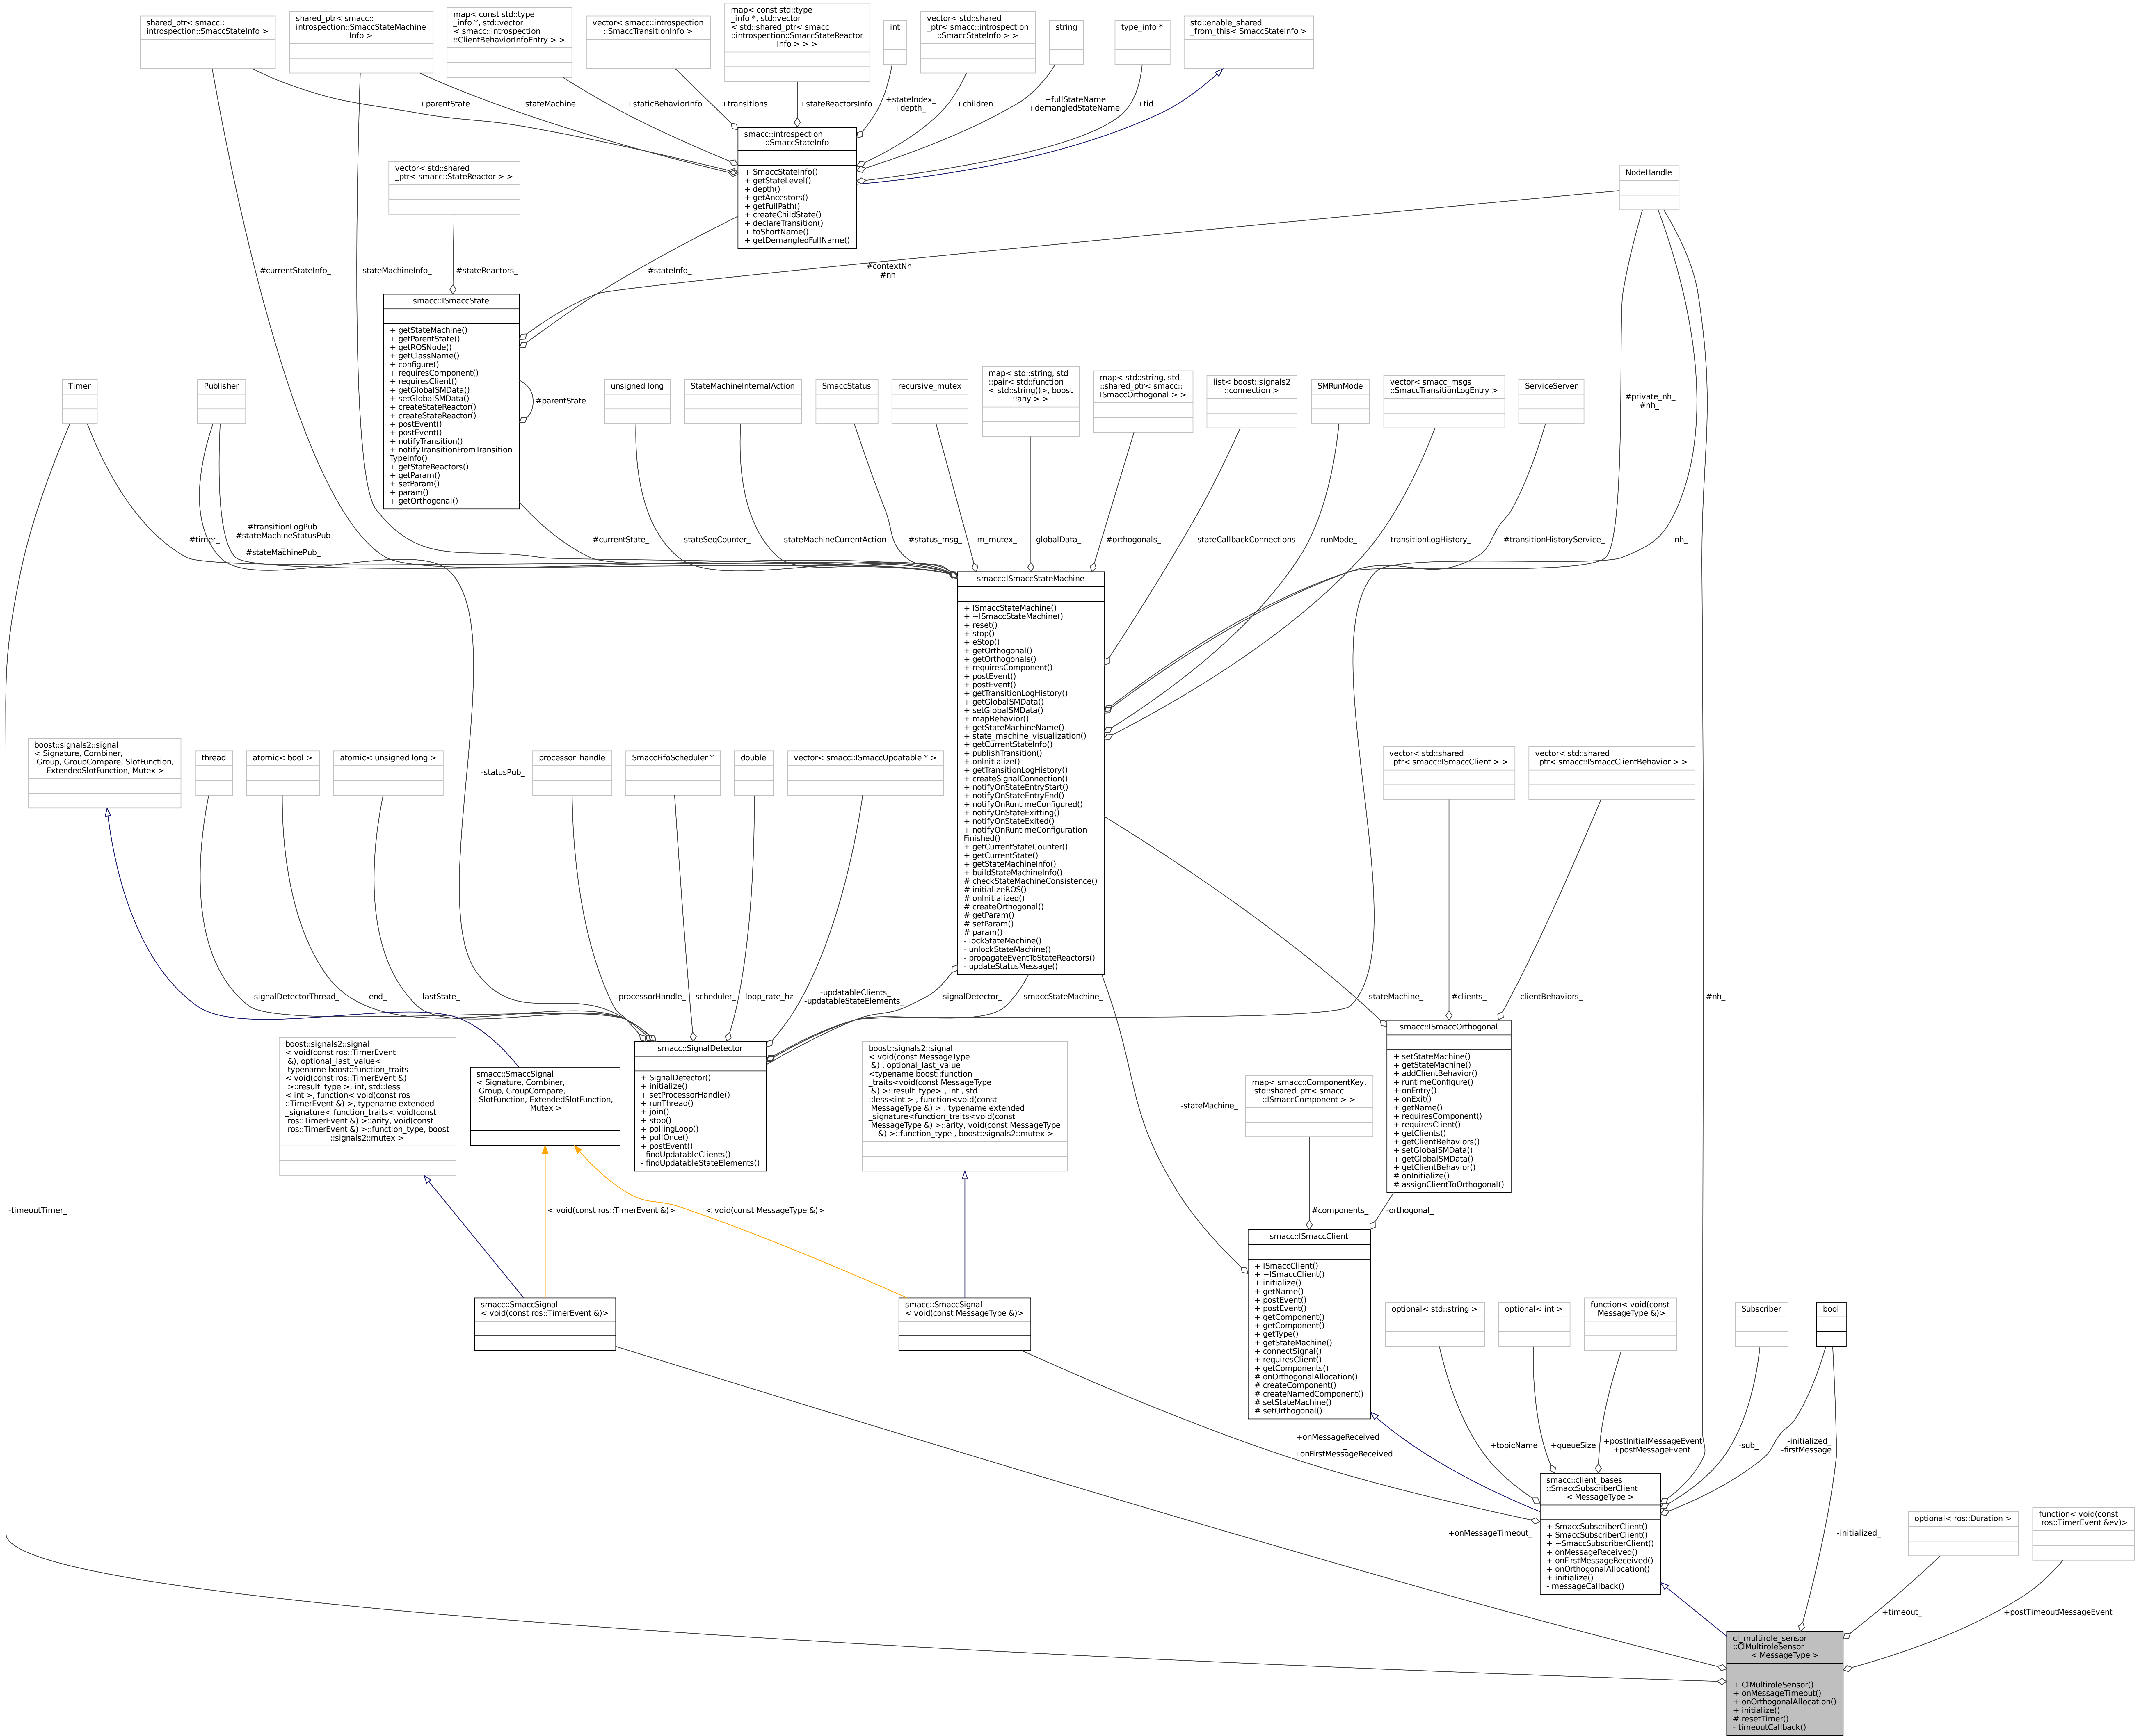 shared_ptr< smacc::
introspection::SmaccStateInfo >
shared_ptr< smacc::
introspection::SmaccStateMachine
Info >
map< const std::type
_info *, std::vector
< smacc::introspection
::ClientBehaviorInfoEntry > >
vector< smacc::introspection
::SmaccTransitionInfo >
map< const std::type
_info *, std::vector
< std::shared_ptr< smacc
::introspection::SmaccStateReactor
Info > > >
int
vector< std::shared
_ptr< smacc::introspection
::SmaccStateInfo > >
string
type_info *
std::enable_shared
_from_this< SmaccStateInfo >
+parentState_
+stateMachine_
+staticBehaviorInfo
+transitions_
+stateReactorsInfo
+stateIndex_
+depth_
+children_
+fullStateName
+demangledStateName
+tid_
smacc::introspection
::SmaccStateInfo
+ SmaccStateInfo()
+ getStateLevel()
+ depth()
+ getAncestors()
+ getFullPath()
+ createChildState()
+ declareTransition()
+ toShortName()
+ getDemangledFullName()
vector< std::shared
_ptr< smacc::StateReactor > >
NodeHandle
#currentStateInfo_
-stateMachineInfo_
#stateReactors_
#stateInfo_
#contextNh
#nh
smacc::ISmaccState
+ getStateMachine()
+ getParentState()
+ getROSNode()
+ getClassName()
+ configure()
+ requiresComponent()
+ requiresClient()
+ getGlobalSMData()
+ setGlobalSMData()
+ createStateReactor()
+ createStateReactor()
+ postEvent()
+ postEvent()
+ notifyTransition()
+ notifyTransitionFromTransition
TypeInfo()
+ getStateReactors()
+ getParam()
+ setParam()
+ param()
+ getOrthogonal()
#parentState_
Timer
Publisher
unsigned long
StateMachineInternalAction
SmaccStatus
recursive_mutex
map< std::string, std
::pair< std::function
< std::string()>, boost
::any > >
map< std::string, std
::shared_ptr< smacc::
ISmaccOrthogonal > >
list< boost::signals2
::connection >
SMRunMode
vector< smacc_msgs
::SmaccTransitionLogEntry >
ServiceServer
#private_nh_
#nh_
#timer_
#transitionLogPub_
#stateMachineStatusPub
_
#stateMachinePub_
#currentState_
-stateSeqCounter_
-stateMachineCurrentAction
#status_msg_
-m_mutex_
-globalData_
#orthogonals_
-stateCallbackConnections
-runMode_
-transitionLogHistory_
#transitionHistoryService_
-nh_
smacc::ISmaccStateMachine
+ ISmaccStateMachine()
+ ~ISmaccStateMachine()
+ reset()
+ stop()
+ eStop()
+ getOrthogonal()
+ getOrthogonals()
+ requiresComponent()
+ postEvent()
+ postEvent()
+ getTransitionLogHistory()
+ getGlobalSMData()
+ setGlobalSMData()
+ mapBehavior()
+ getStateMachineName()
+ state_machine_visualization()
+ getCurrentStateInfo()
+ publishTransition()
+ onInitialize()
+ getTransitionLogHistory()
+ createSignalConnection()
+ notifyOnStateEntryStart()
+ notifyOnStateEntryEnd()
+ notifyOnRuntimeConfigured()
+ notifyOnStateExitting()
+ notifyOnStateExited()
+ notifyOnRuntimeConfiguration
Finished()
+ getCurrentStateCounter()
+ getCurrentState()
+ getStateMachineInfo()
+ buildStateMachineInfo()
# checkStateMachineConsistence()
# initializeROS()
# onInitialized()
# createOrthogonal()
# getParam()
# setParam()
# param()
- lockStateMachine()
- unlockStateMachine()
- propagateEventToStateReactors()
- updateStatusMessage()
boost::signals2::signal
< Signature, Combiner,
Group, GroupCompare, SlotFunction,
ExtendedSlotFunction, Mutex >
thread
atomic< bool >
atomic< unsigned long >
-statusPub_
processor_handle
SmaccFifoScheduler *
double
vector< smacc::ISmaccUpdatable * >
vector< std::shared
_ptr< smacc::ISmaccClient > >
vector< std::shared
_ptr< smacc::ISmaccClientBehavior > >
-signalDetectorThread_
-end_
-lastState_
-processorHandle_
-scheduler_
-loop_rate_hz
-updatableClients_
-updatableStateElements_
-signalDetector_
-smaccStateMachine_
-stateMachine_
#clients_
-clientBehaviors_
#nh_
smacc::SignalDetector
+ SignalDetector()
+ initialize()
+ setProcessorHandle()
+ runThread()
+ join()
+ stop()
+ pollingLoop()
+ pollOnce()
+ postEvent()
- findUpdatableClients()
- findUpdatableStateElements()
smacc::ISmaccOrthogonal
+ setStateMachine()
+ getStateMachine()
+ addClientBehavior()
+ runtimeConfigure()
+ onEntry()
+ onExit()
+ getName()
+ requiresComponent()
+ requiresClient()
+ getClients()
+ getClientBehaviors()
+ setGlobalSMData()
+ getGlobalSMData()
+ getClientBehavior()
# onInitialize()
# assignClientToOrthogonal()
boost::signals2::signal
< void(const ros::TimerEvent
&), optional_last_value<
typename boost::function_traits
< void(const ros::TimerEvent &)
>::result_type >, int, std::less
< int >, function< void(const ros
::TimerEvent &) >, typename extended
_signature< function_traits< void(const
ros::TimerEvent &) >::arity, void(const
ros::TimerEvent &) >::function_type, boost
::signals2::mutex >
smacc::SmaccSignal
< Signature, Combiner,
Group, GroupCompare,
SlotFunction, ExtendedSlotFunction,
Mutex >
boost::signals2::signal
< void(const MessageType
&) , optional_last_value
<typename boost::function
_traits<void(const MessageType
&) >::result_type> , int , std
::less<int > , function<void(const
MessageType &) > , typename extended
_signature<function_traits<void(const
MessageType &) >::arity, void(const MessageType
&) >::function_type , boost::signals2::mutex >
map< smacc::ComponentKey,
std::shared_ptr< smacc
::ISmaccComponent > >
-stateMachine_
-timeoutTimer_
< void(const ros::TimerEvent &)>
< void(const MessageType &)>
#components_
-orthogonal_
smacc::ISmaccClient
+ ISmaccClient()
+ ~ISmaccClient()
+ initialize()
+ getName()
+ postEvent()
+ postEvent()
+ getComponent()
+ getComponent()
+ getType()
+ getStateMachine()
+ connectSignal()
+ requiresClient()
+ getComponents()
# onOrthogonalAllocation()
# createComponent()
# createNamedComponent()
# setStateMachine()
# setOrthogonal()
smacc::SmaccSignal
< void(const ros::TimerEvent &)>
smacc::SmaccSignal
< void(const MessageType &)>
optional< std::string >
optional< int >
function< void(const
MessageType &)>
Subscriber
bool
+onMessageReceived
_
+onFirstMessageReceived_
+topicName
+queueSize
+postInitialMessageEvent
+postMessageEvent
-sub_
-initialized_
-firstMessage_
smacc::client_bases
::SmaccSubscriberClient
< MessageType >
+ SmaccSubscriberClient()
+ SmaccSubscriberClient()
+ ~SmaccSubscriberClient()
+ onMessageReceived()
+ onFirstMessageReceived()
+ onOrthogonalAllocation()
+ initialize()
- messageCallback()
optional< ros::Duration >
function< void(const
ros::TimerEvent &ev)>
+onMessageTimeout_
-initialized_
+timeout_
+postTimeoutMessageEvent
cl_multirole_sensor
::ClMultiroleSensor
< MessageType >
+ ClMultiroleSensor()
+ onMessageTimeout()
+ onOrthogonalAllocation()
+ initialize()
# resetTimer()
- timeoutCallback()